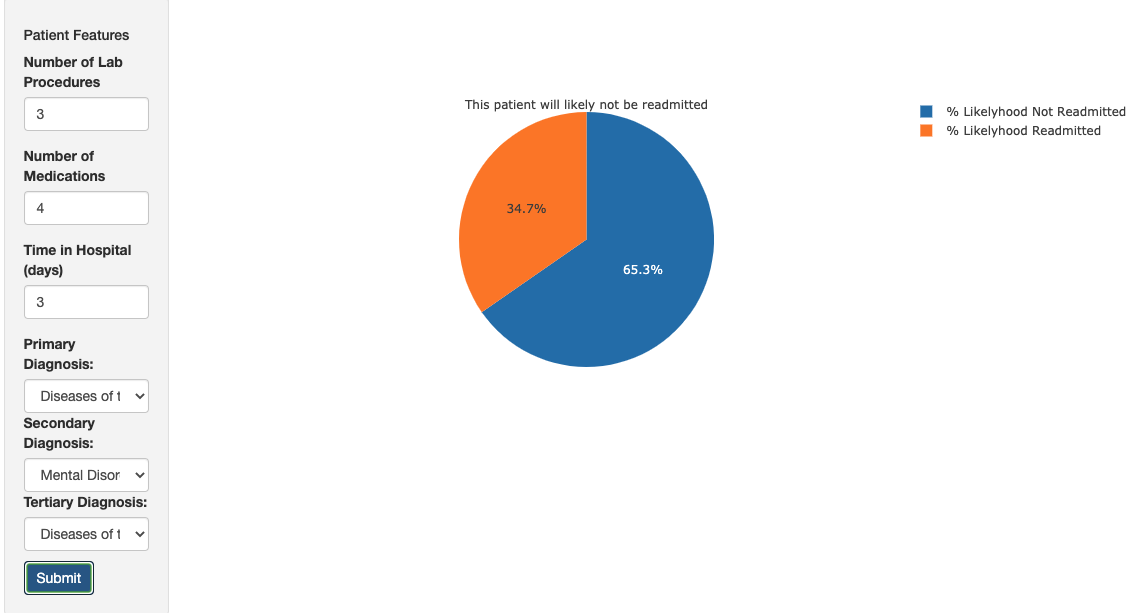 Patient Features
Number of Lab
Procedures
3
Number of
Medications
4
Time in Hospital
(days)
3
Primary
Diagnosis:
Diseases of t
Secondary
Diagnosis:
Mental Disor
Tertiary Diagnosis:
Diseases of t
Submit
This patient will likely not be readmitted
34.7%
65.3%
% Likelyhood Not Readmitted
% Likelyhood Readmitted